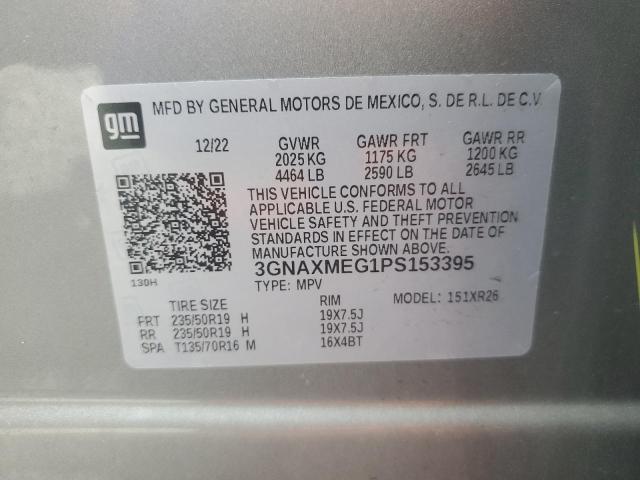 gm
MFD BY GENERAL MOTORS DE MEXICO, S. DE R.L. DE C.V.
12/22 GVWR GAWR FRT GAWR RR
2025 KG 1175 KG 1200 KG
4464 LB 2590 LB 2645 LB
THIS VEHICLE CONFORMS TO ALL
APPLICABLE U.S. FEDERAL MOTOR
VEHICLE SAFETY AND THEFT PREVENTION
STANDARDS IN EFFECT ON THE DATE OF
MANUFACTURE SHOWN ABOVE.
3GNAXMEG1PS153395
130H
TYPE: MPV MODEL: 151XR26
TIRE SIZE RIM
FRT 235/50R19 H 19X7.5J
RR 235/50R19 H 19X7.5J
SPA T135/70R16 M 16X4BT